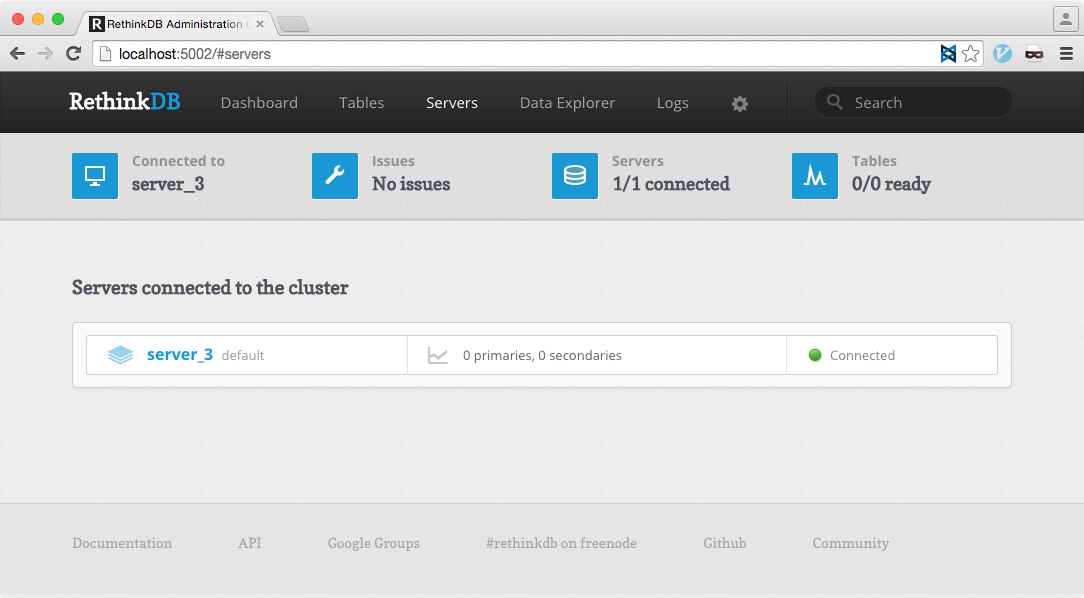 RethinkDB Administration
localhost:5002/#servers
RethinkDB Dashboard Tables Servers Data Explorer Logs Search
Connected to Issues Servers Tables
server_3 No issues 1/1 connected 0/0 ready
Servers connected to the cluster
server_3 default 0 primaries, 0 secondaries Connected
Documentation API Google Groups #rethinkdb on freenode Github Community